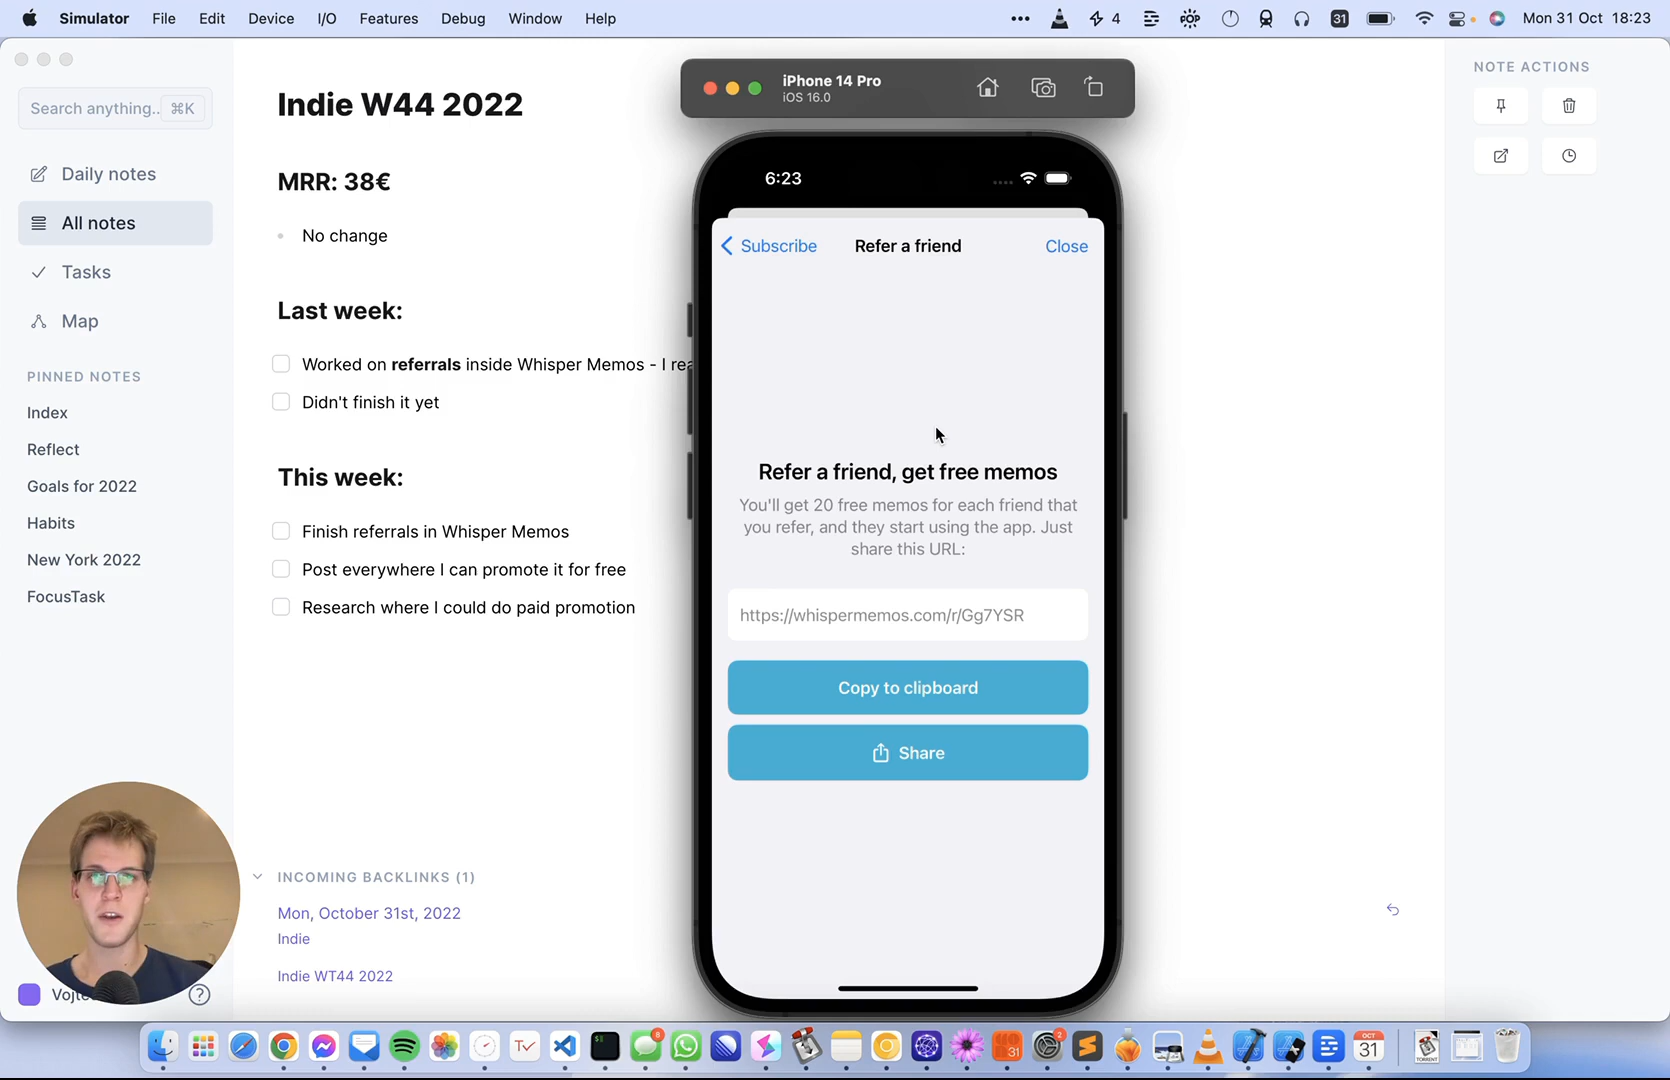 Simulator File Edit Device I/O Features Debug Window Help
4
31
Mon 31 Oct 18:23
Search anything.. ⌘K
Daily notes
All notes
Tasks
Map
PINNED NOTES
Index
Reflect
Goals for 2022
Habits
New York 2022
FocusTask
Indie W44 2022
MRR: 38€
No change
Last week:
Worked on referrals inside Whisper Memos - I rea
Didn't finish it yet
This week:
Finish referrals in Whisper Memos
Post everywhere I can promote it for free
Research where I could do paid promotion
INCOMING BACKLINKS (1)
Mon, October 31st, 2022
Indie
Indie WT44 2022
iPhone 14 Pro
iOS 16.0
6:23
Subscribe
Refer a friend
Close
Refer a friend, get free memos
You'll get 20 free memos for each friend that
you refer, and they start using the app. Just
share this URL:
https://whispermemos.com/r/Gg7YSR
Copy to clipboard
Share
NOTE ACTIONS
8
2
31
OCT
31
TORRENT